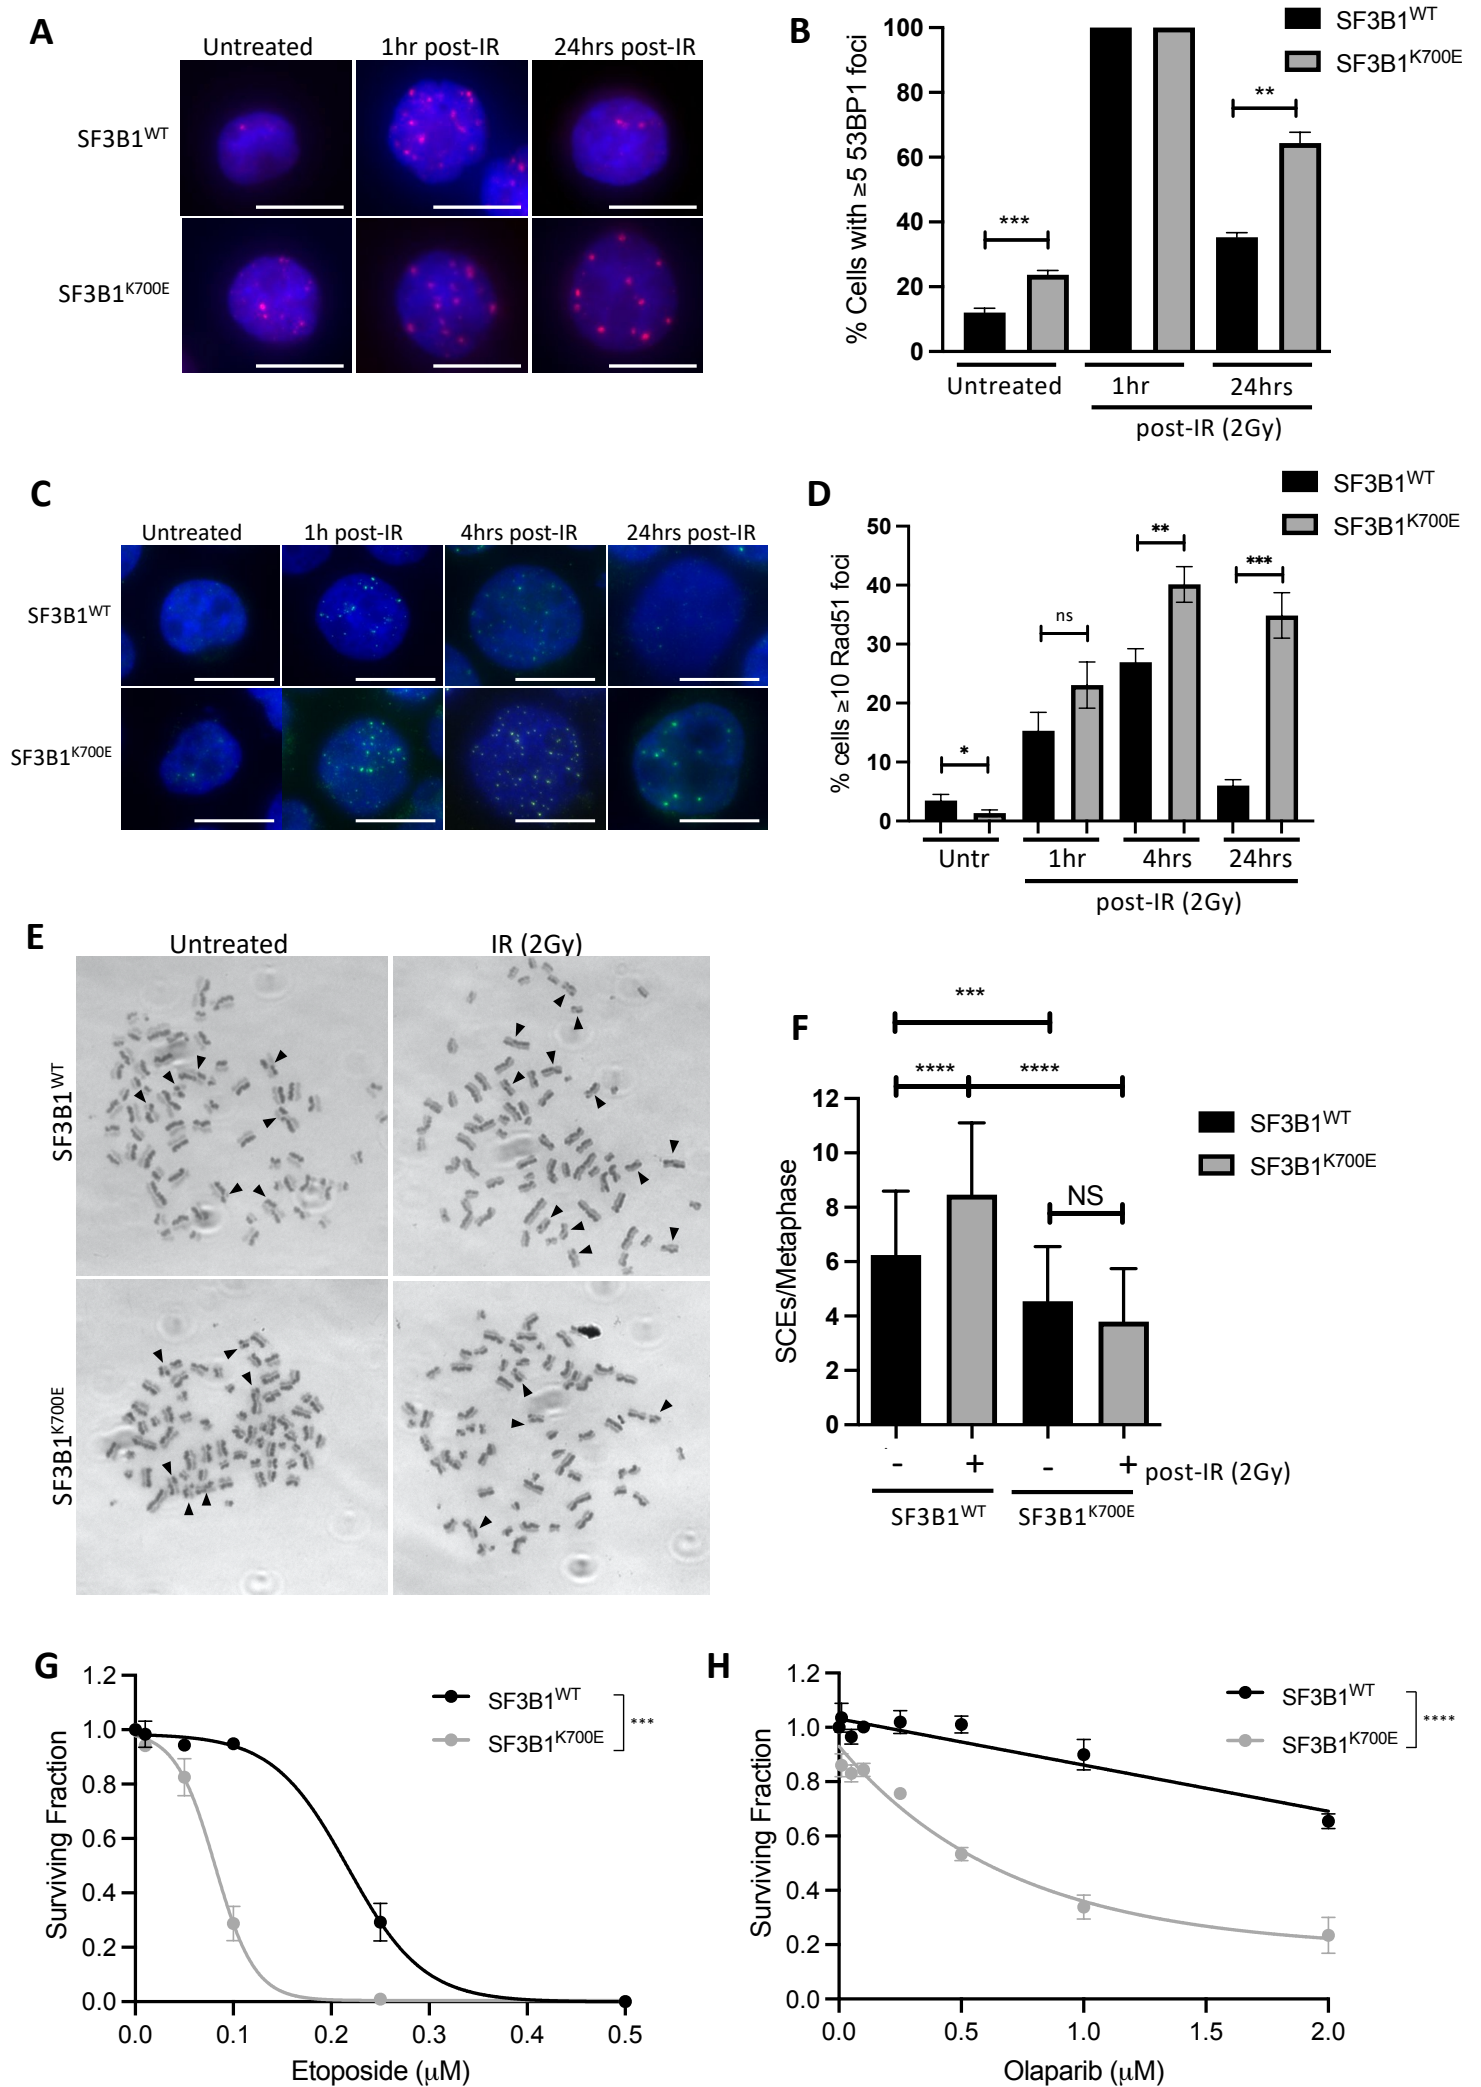 A
Untreated 1hr post-IR 24hrs post-IR
SF3B1WT
SF3B1K700E
B
SF3B1WT
SF3B1K700E
% Cells with ≥5 53BP1 foci
100
80
60
40
20
0
***
**
Untreated 1hr 24hrs
post-IR (2Gy)
C
Untreated 1h post-IR 4hrs post-IR 24hrs post-IR
SF3B1WT
SF3B1K700E
D
SF3B1WT
SF3B1K700E
% cells ≥10 Rad51 foci
50
40
30
20
10
0
*
ns
**
***
Untr 1hr 4hrs 24hrs
post-IR (2Gy)
E
Untreated IR (2Gy)
SF3B1WT
SF3B1K700E
F
***
**** ****
NS
SF3B1WT
SF3B1K700E
SCEs/Metaphase
12
10
8
6
4
2
0
- + - + post-IR (2Gy)
SF3B1WT SF3B1K700E
G
SF3B1WT
SF3B1K700E
***
Surviving Fraction
1.2
1.0
0.8
0.6
0.4
0.2
0.0
0.0 0.1 0.2 0.3 0.4 0.5
Etoposide (μM)
H
SF3B1WT
SF3B1K700E
****
Surviving Fraction
1.2
1.0
0.8
0.6
0.4
0.2
0.0
0.0 0.5 1.0 1.5 2.0
Olaparib (μM)